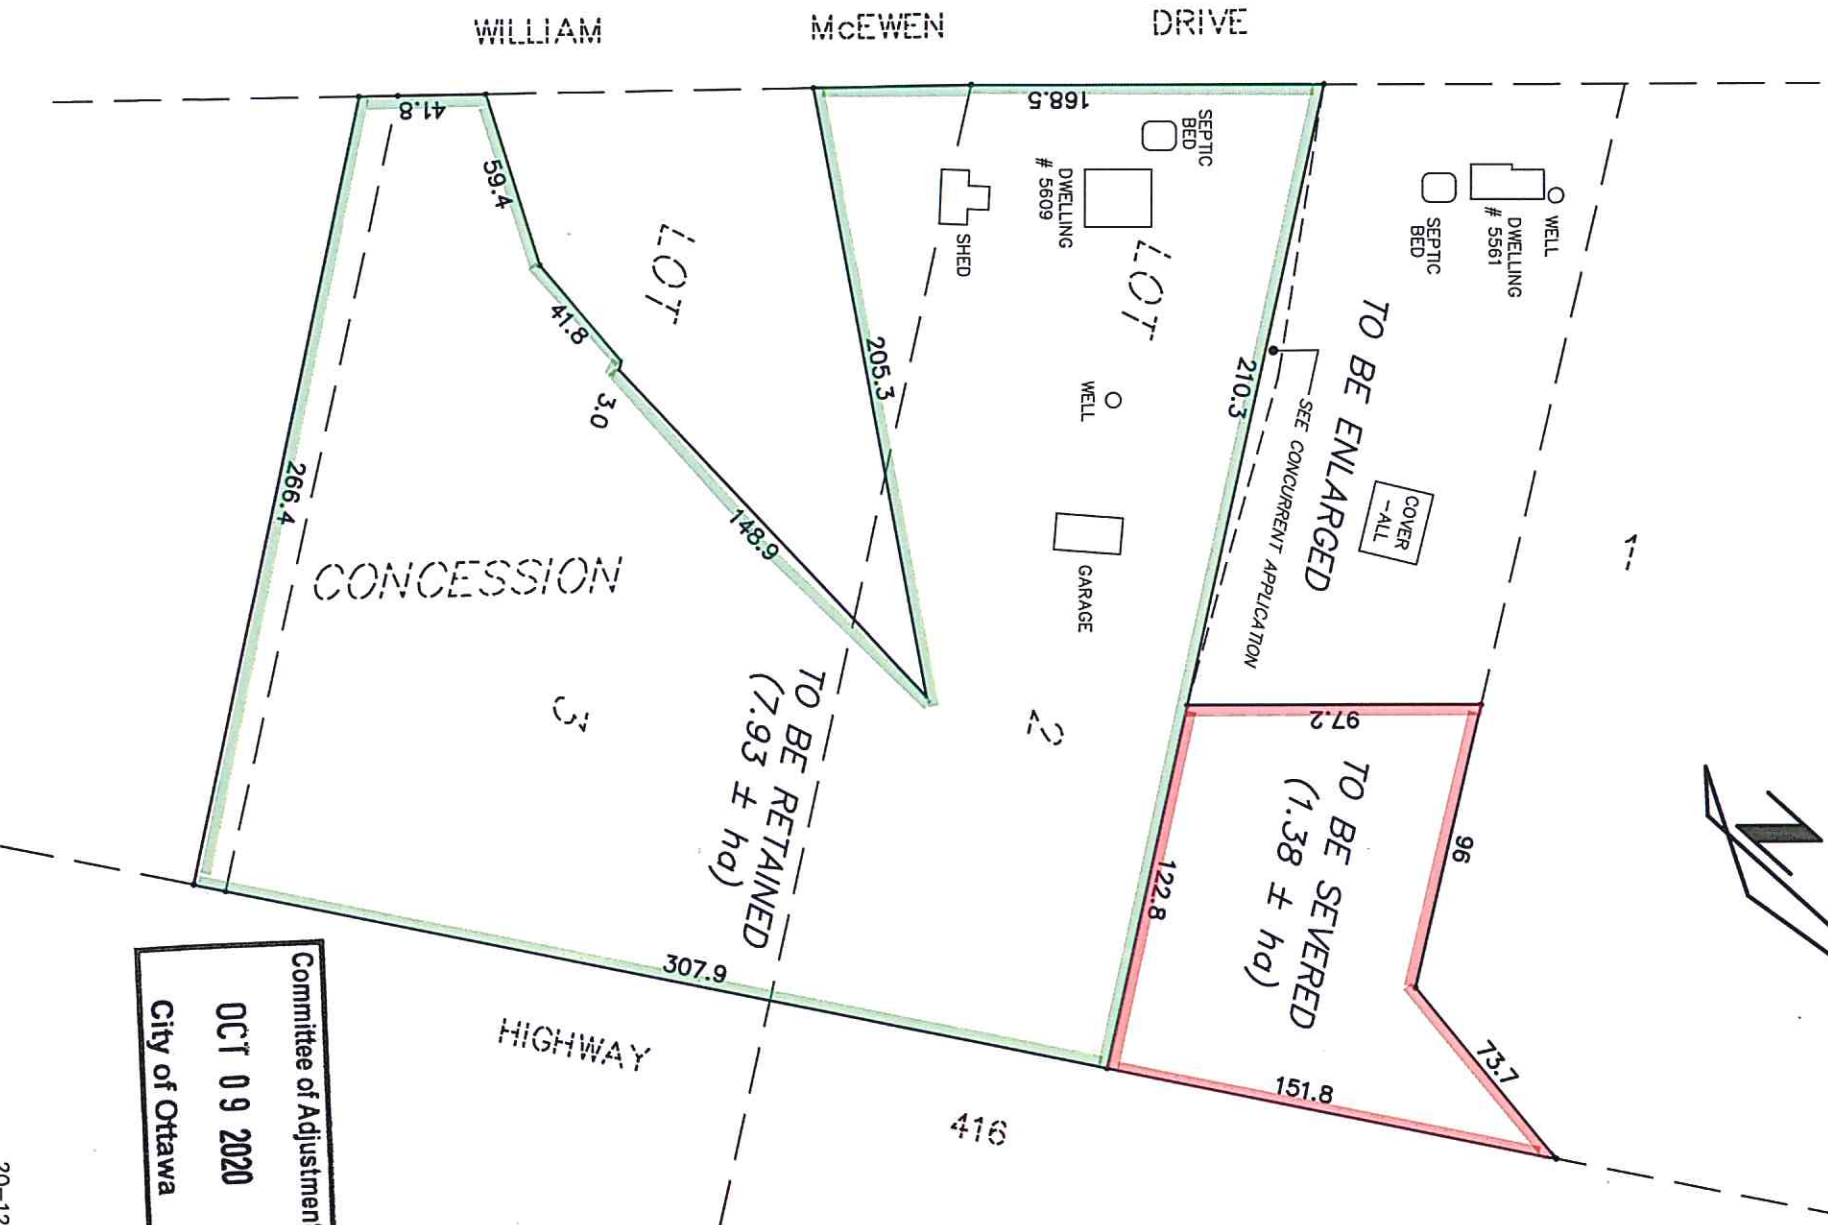 WILLIAM McEWEN DRIVE
41.8
168.5
59.4
41.8
3.0
148.9
205.3
210.3
266.4
307.9
LOT
LOT
SEPTIC
BED
DWELLING
# 5609
SHED
WELL
GARAGE
WELL
DWELLING
# 5561
SEPTIC
BED
TO BE ENLARGED
SEE CONCURRENT APPLICATION
COVER
-ALL
1
2
3
CONCESSION
TO BE RETAINED
(7.93 ± ha)
97.2
96
73.7
122.8
151.8
TO BE SEVERED
(1.38 ± ha)
HIGHWAY 416
Committee of Adjustment
OCT 09 2020
City of Ottawa
20-12